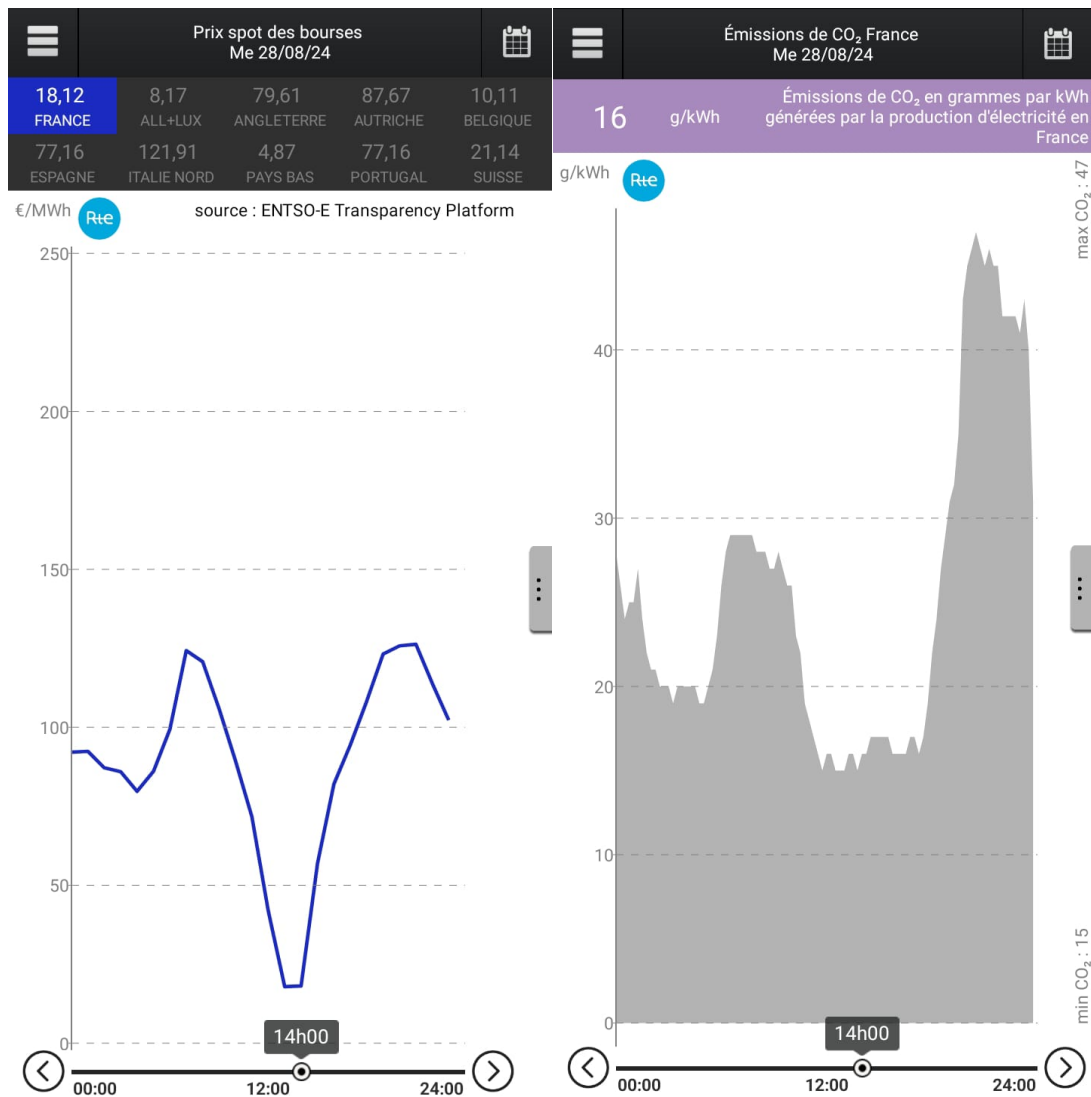 Prix spot des bourses
Me 28/08/24
18,12 8,17 79,61 87,67 10,11
FRANCE ALL+LUX ANGLETERRE AUTRICHE BELGIQUE
77,16 121,91 4,87 77,16 21,14
ESPAGNE ITALIE NORD PAYS BAS PORTUGAL SUISSE
€/MWh
Rte
source : ENTSO-E Transparency Platform
250
200
150
100
50
0
14h00
00:00 12:00 24:00
Émissions de CO₂ France
Me 28/08/24
16 g/kWh
Émissions de CO₂ en grammes par kWh
générées par la production d'électricité en
France
g/kWh
Rte
max CO₂ : 47
40
30
20
10
0
min CO₂ : 15
14h00
00:00 12:00 24:00